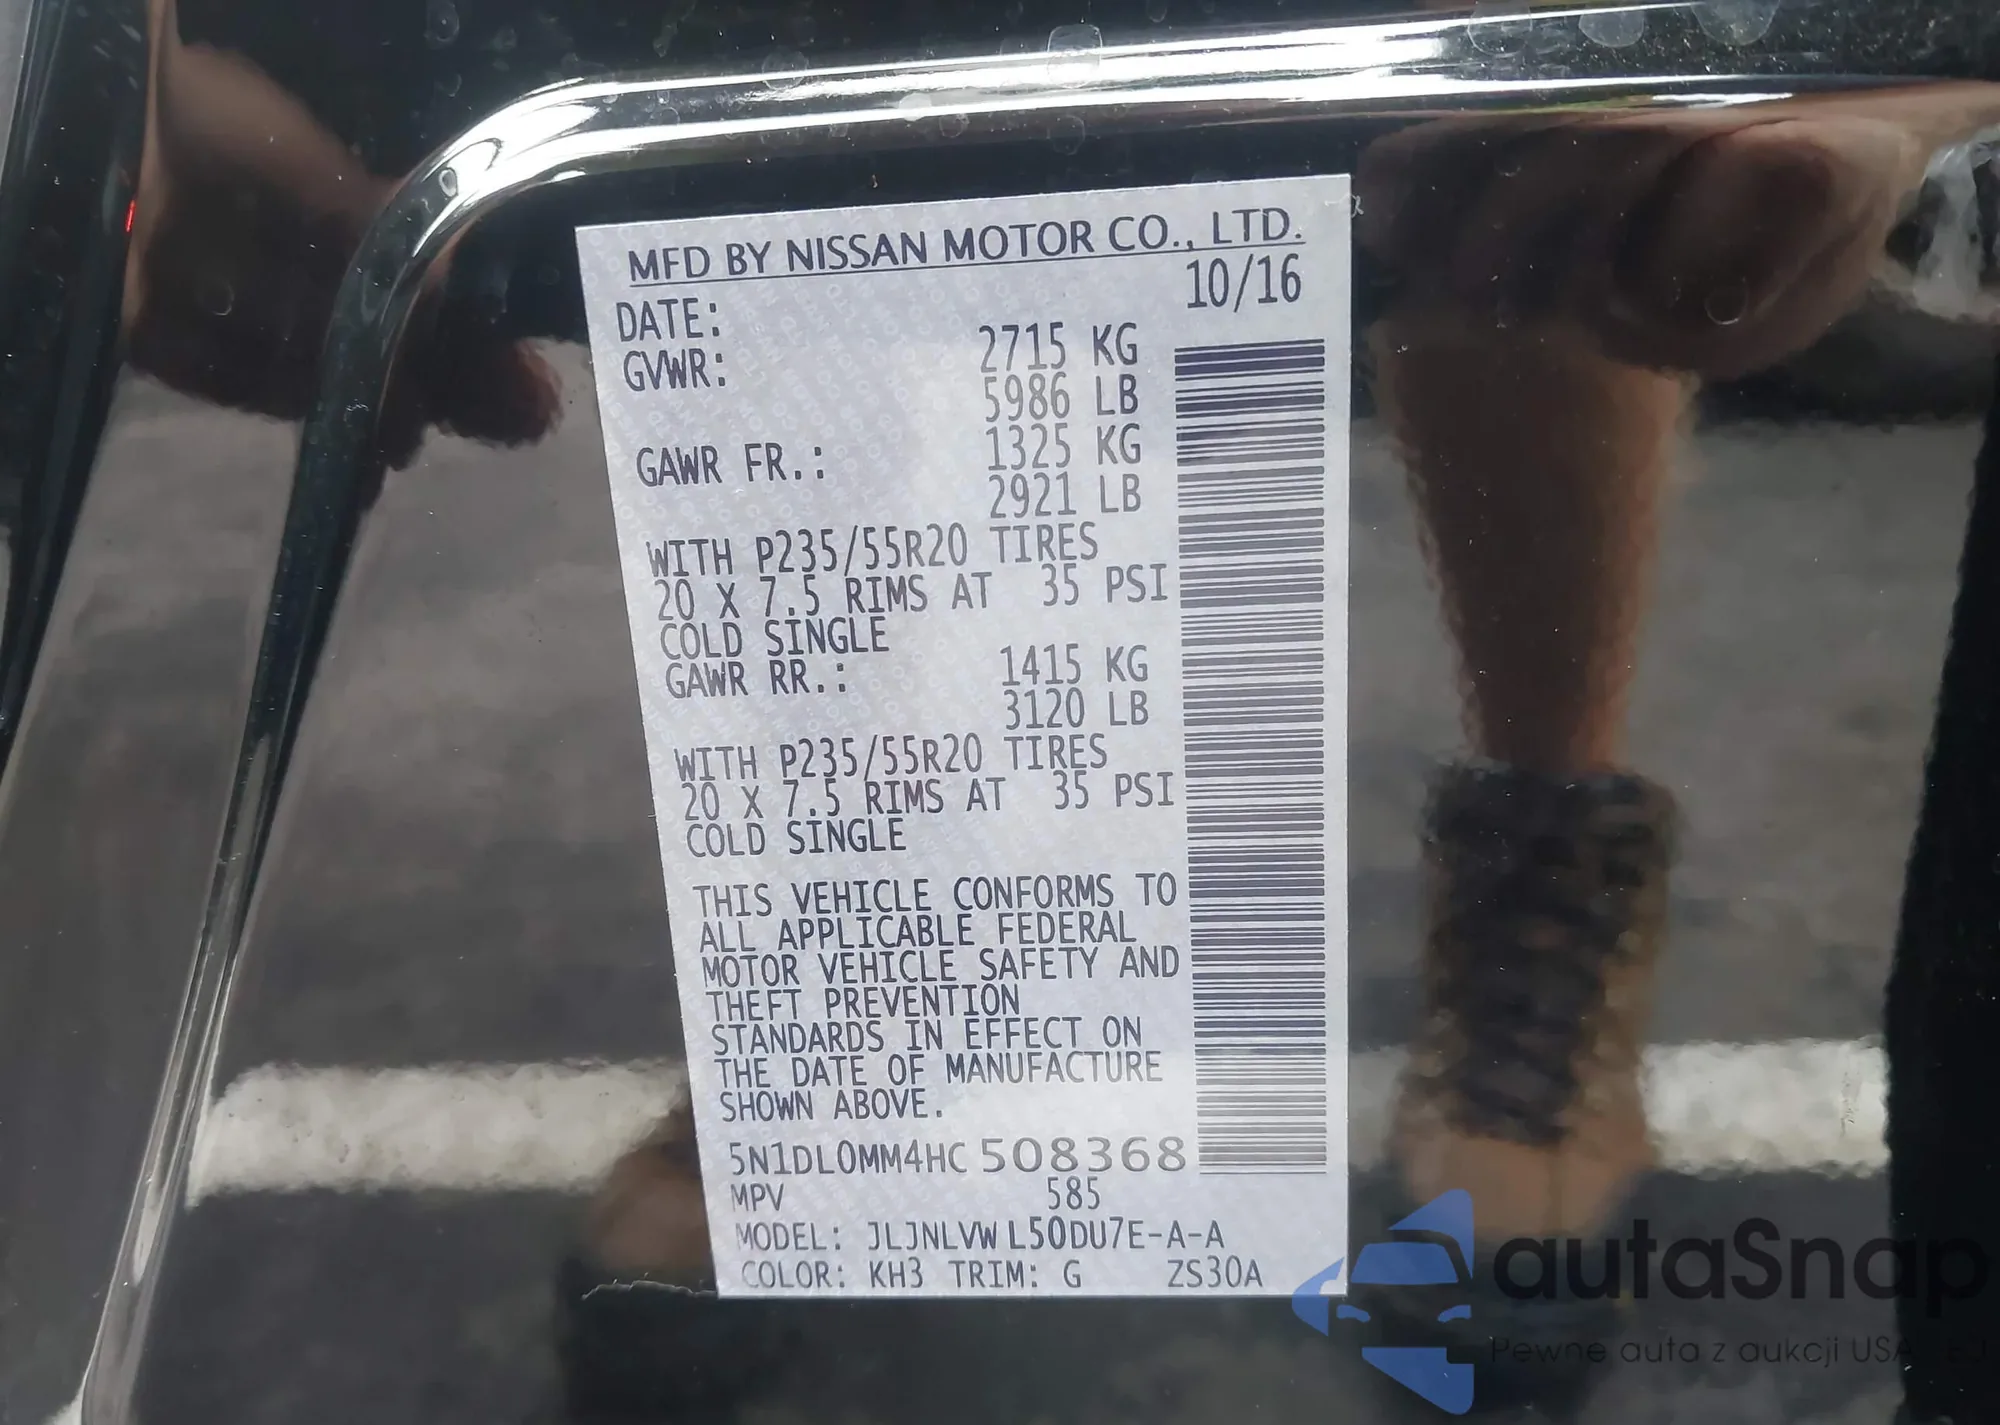 MFD BY NISSAN MOTOR CO., LTD.
DATE: 10/16
GVWR: 2715 KG
5986 LB
GAWR FR.: 1325 KG
2921 LB
WITH P235/55R20 TIRES
20 X 7.5 RIMS AT 35 PSI
COLD SINGLE
GAWR RR.: 1415 KG
3120 LB
WITH P235/55R20 TIRES
20 X 7.5 RIMS AT 35 PSI
COLD SINGLE
THIS VEHICLE CONFORMS TO
ALL APPLICABLE FEDERAL
MOTOR VEHICLE SAFETY AND
THEFT PREVENTION
STANDARDS IN EFFECT ON
THE DATE OF MANUFACTURE
SHOWN ABOVE.
5N1DL0MM4HC508368
MPV 585
MODEL: JLJNLVW L50DU7E-A-A
COLOR: KH3 TRIM: G ZS30A
autaSnap
Pewne auta z aukcji USA